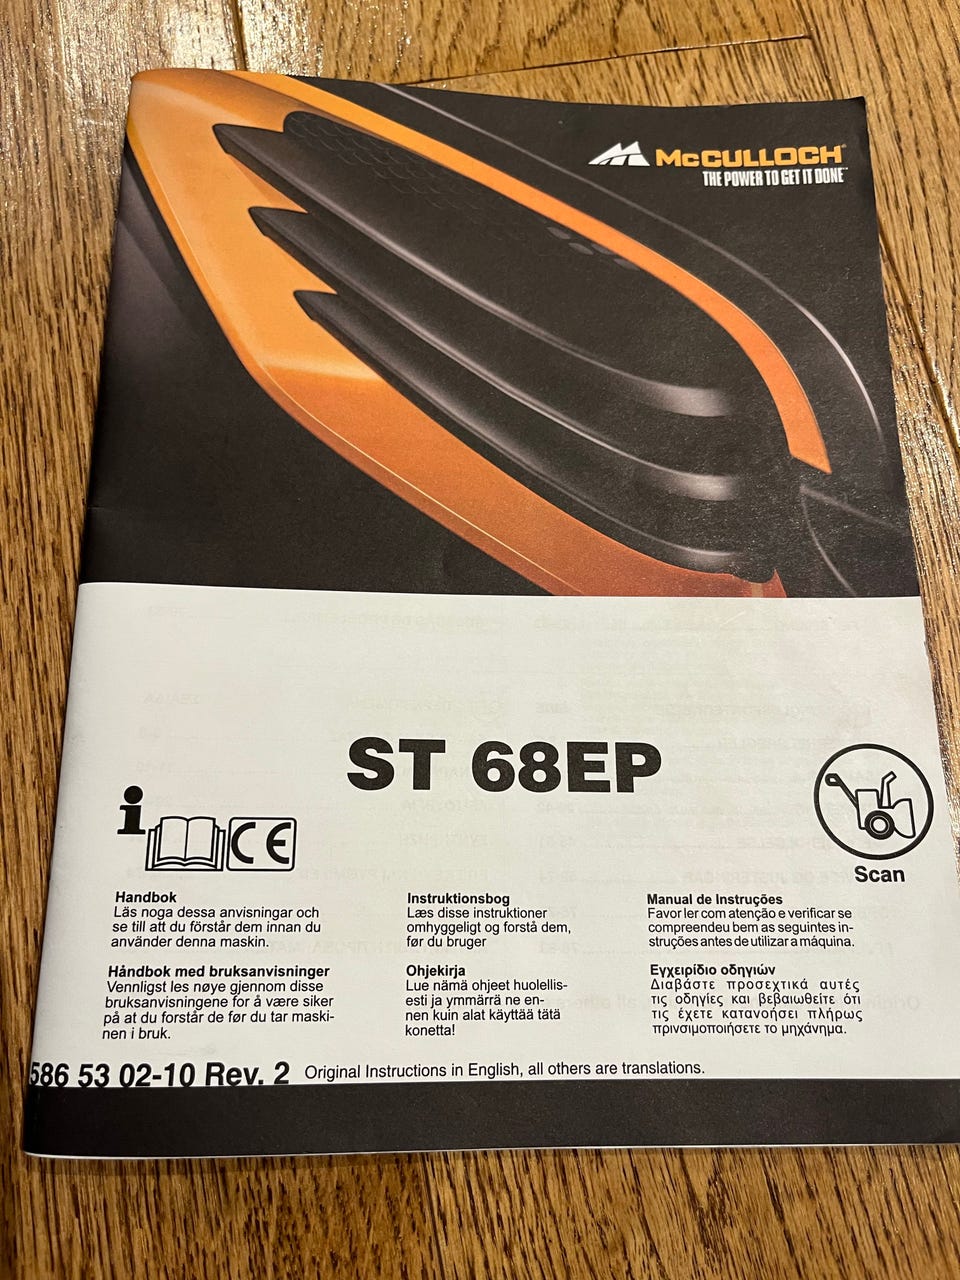 McCULLOCH®
THE POWER TO GET IT DONE™
ST 68EP
i
CE
Scan
Handbok
Läs noga dessa anvisningar och
se till att du förstår dem innan du
använder denna maskin.
Instruktionsbog
Læs disse instruktioner
omhyggeligt og forstå dem,
før du bruger
Manual de Instruções
Favor ler com atenção e verificar se
compreendeu bem as seguintes in-
struções antes de utilizar a máquina.
Håndbok med bruksanvisninger
Vennligst les nøye gjennom disse
bruksanvisningene for å være siker
på at du forstår de før du tar maski-
nen i bruk.
Ohjekirja
Lue nämä ohjeet huolellis-
esti ja ymmärrä ne en-
nen kuin alat käyttää tätä
konetta!
Εγχειρίδιο οδηγιών
Διαβάστε προσεχτικά αυτές
τις οδηγίες και βεβαιωθείτε ότι
τις έχετε κατανοήσει πλήρως
πρινσιμοποιήσετε το μηχάνημα.
586 53 02-10 Rev. 2
Original Instructions in English, all others are translations.